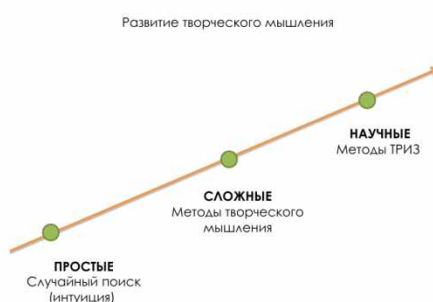 Развитие творческого мышления
НАУЧНЫЕ
Методы ТРИЗ
СЛОЖНЫЕ
Методы творческого
мышления
ПРОСТЫЕ
Случайный поиск
(интуиция)